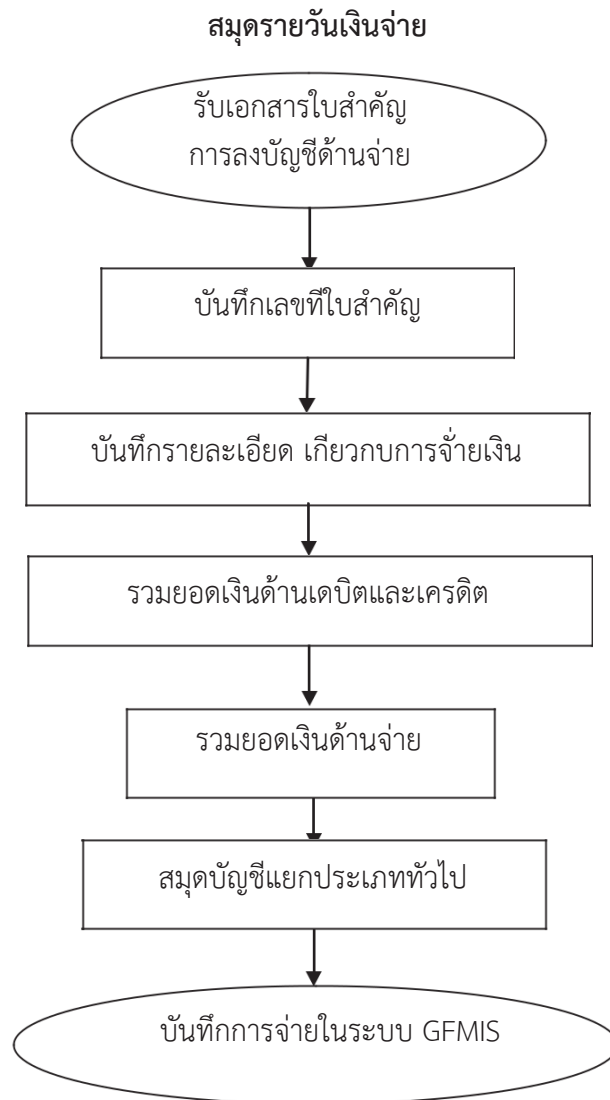 สมุดรายวันเงินจ่าย
รับเอกสารใบสำคัญ
การลงบัญชีด้านจ่าย
บันทึกเลขทีใบสำคัญ
บันทึกรายละเอียด เกียวกบการจ่ัายเงิน
รวมยอดเงินด้านเดบิตและเครดิต
รวมยอดเงินด้านจ่าย
สมุดบัญชีแยกประเภททัวไป
บันทึกการจ่ายในระบบ GFMIS